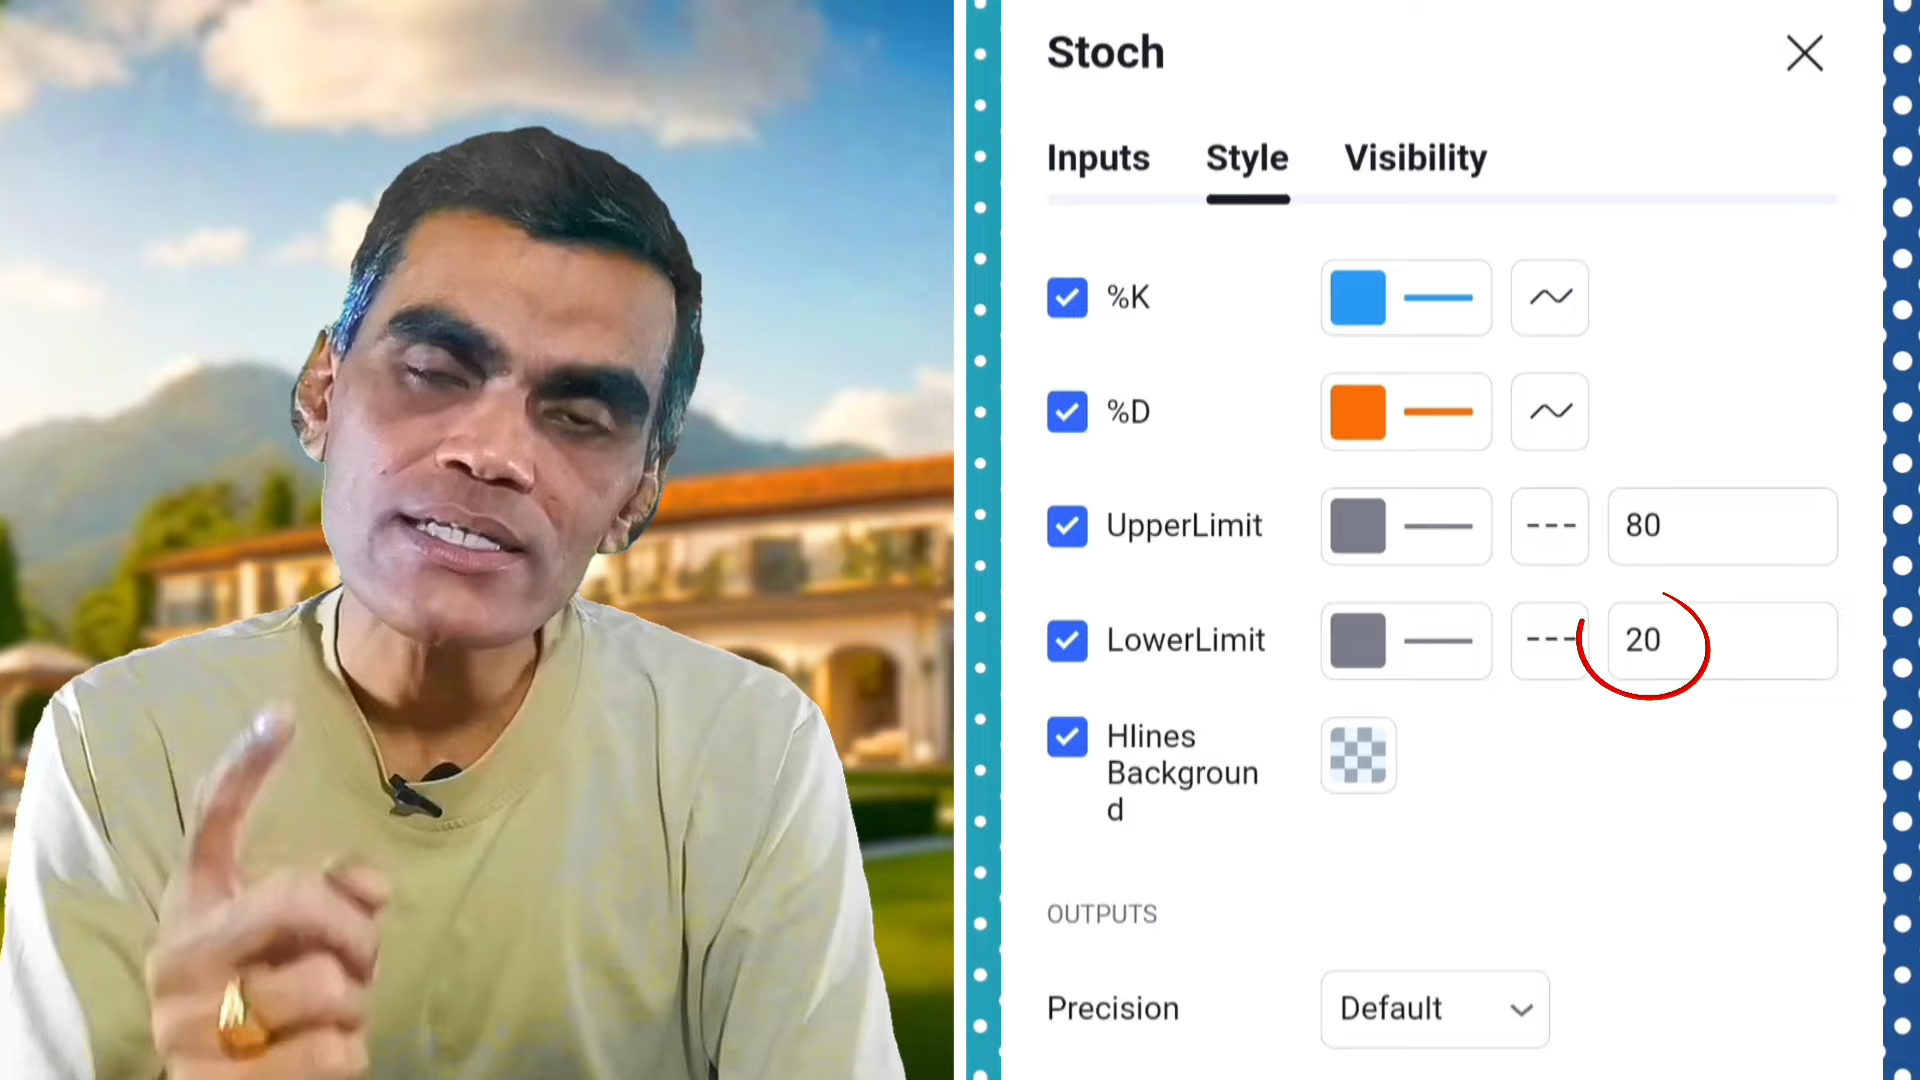 Stoch
Inputs Style Visibility
%K
%D
UpperLimit 80
LowerLimit 20
Hlines
Backgroun
d
OUTPUTS
Precision Default